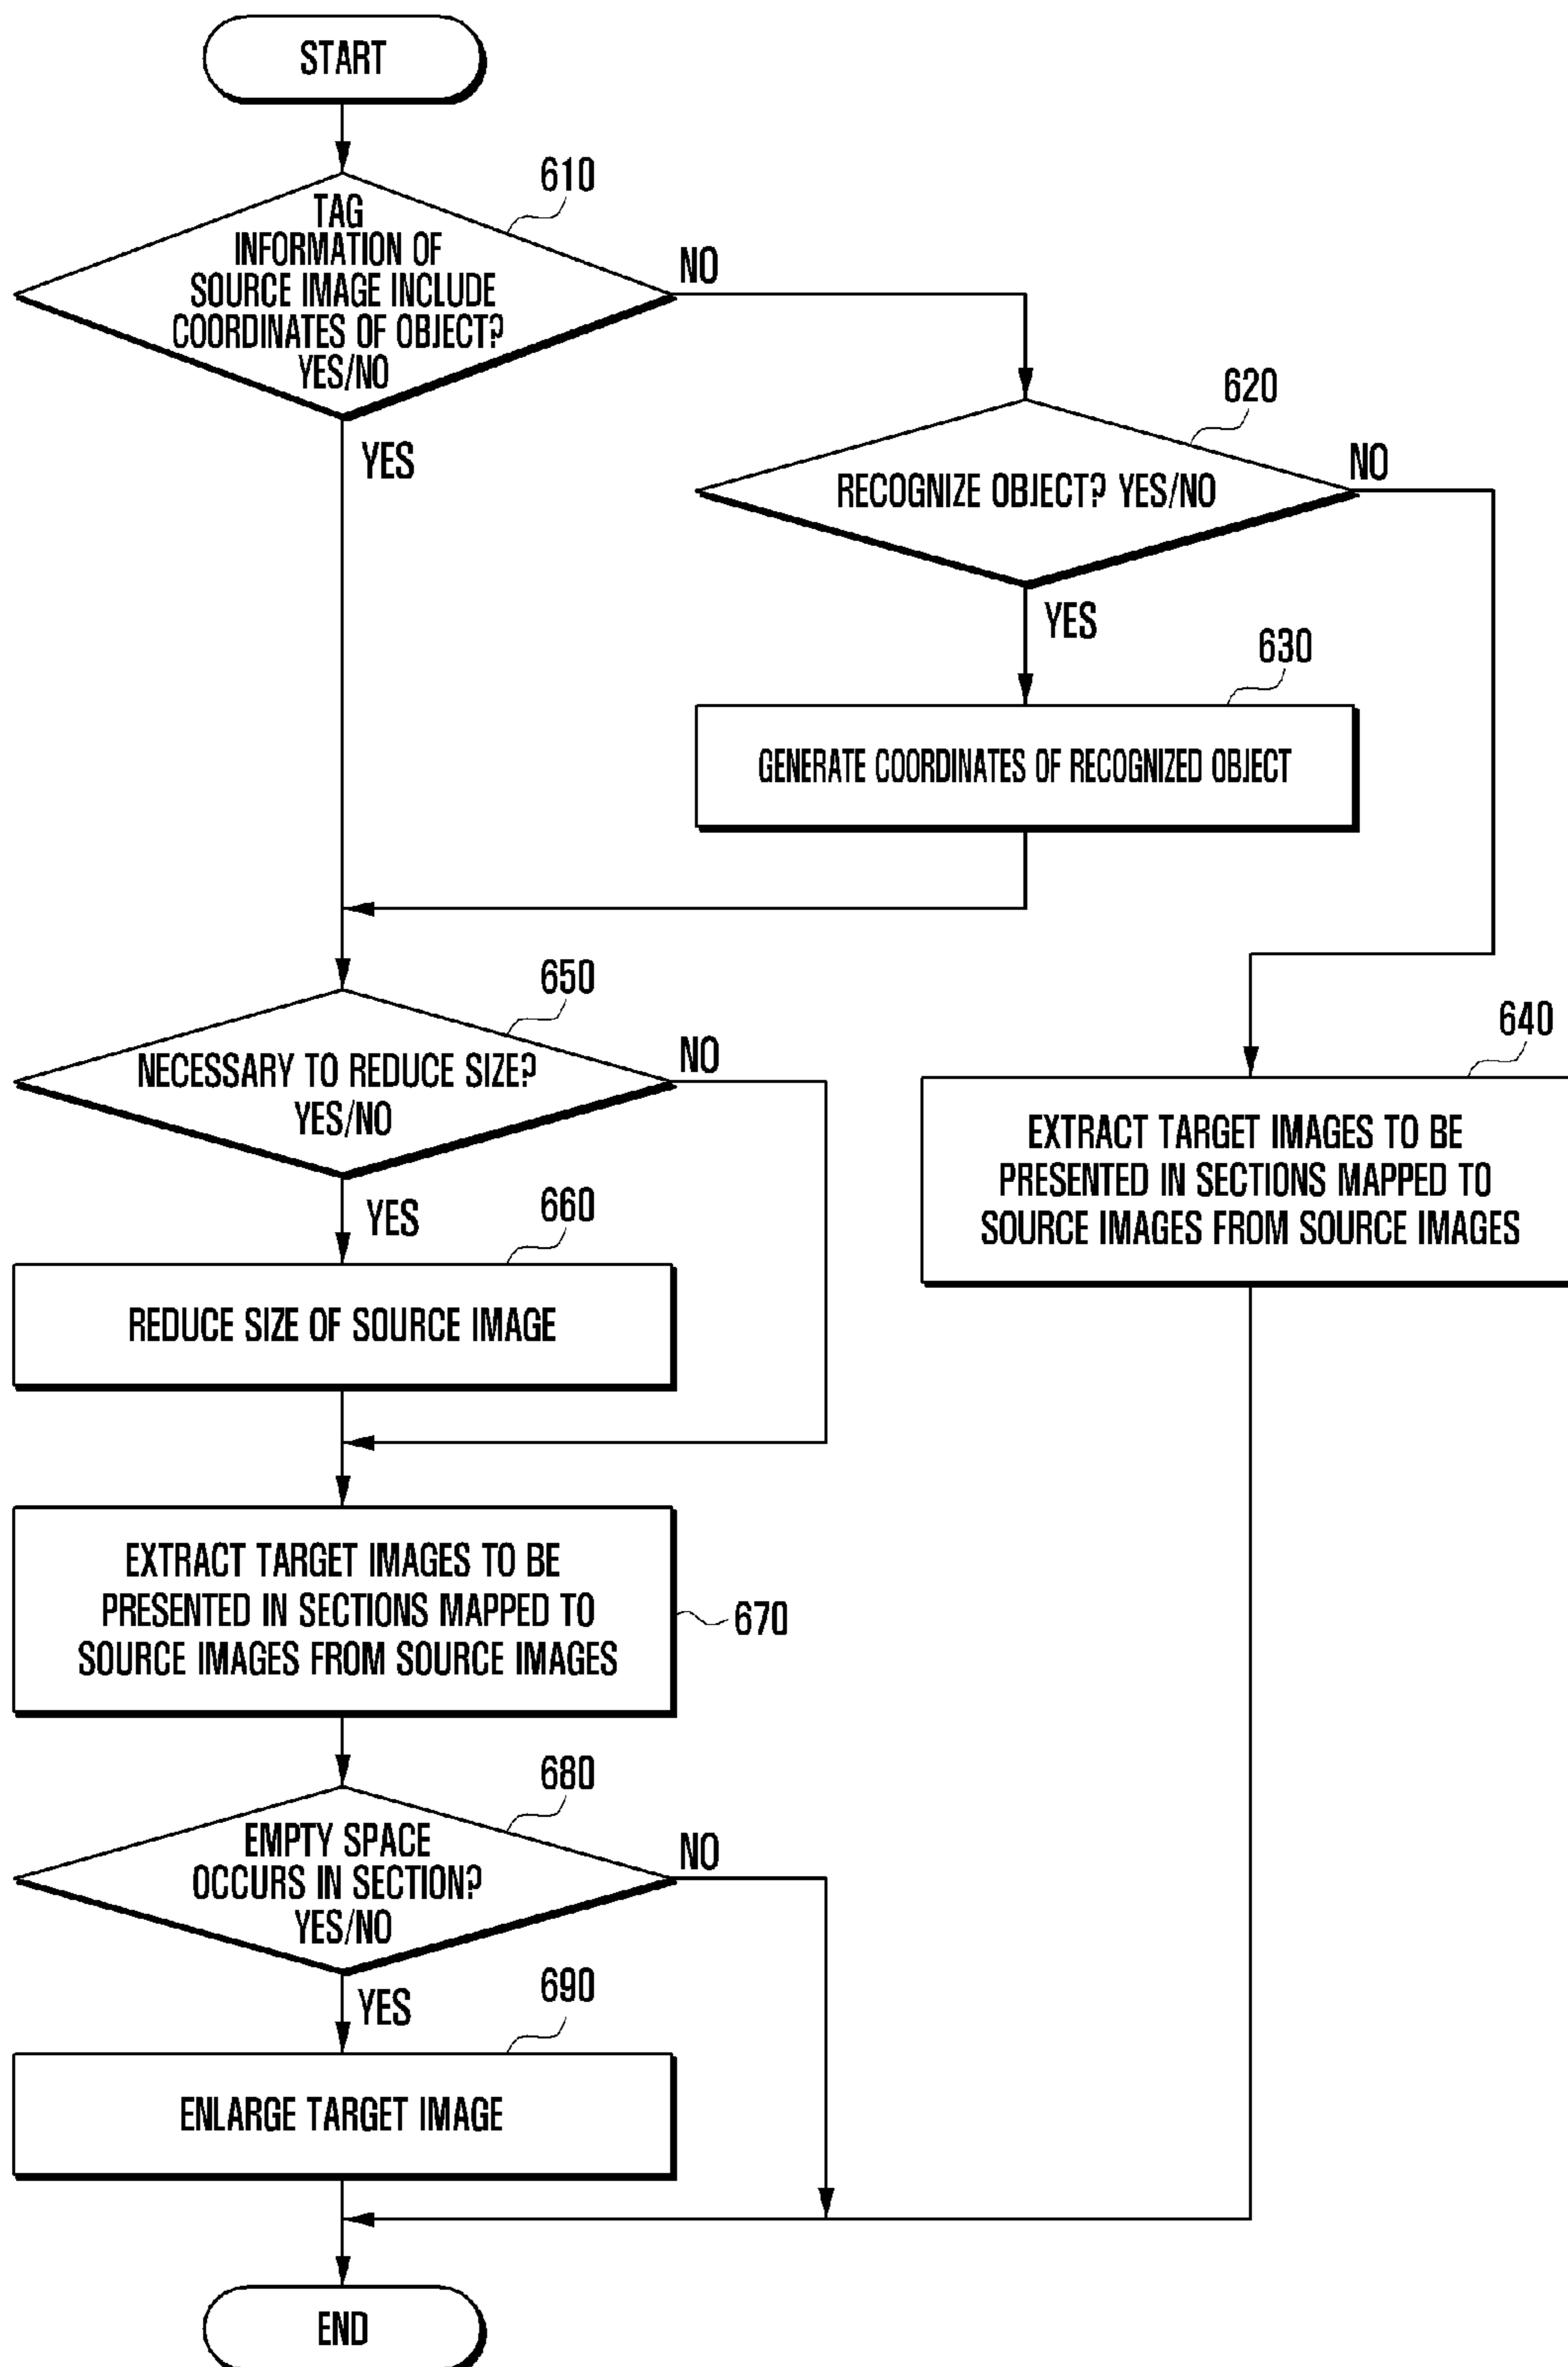 START
610
TAG
INFORMATION OF
SOURCE IMAGE INCLUDE
COORDINATES OF OBJECT?
YES/NO
NO
YES
620
RECOGNIZE OBJECT? YES/NO
NO
YES
630
GENERATE COORDINATES OF RECOGNIZED OBJECT
650
NECESSARY TO REDUCE SIZE?
YES/NO
NO
YES
640
EXTRACT TARGET IMAGES TO BE
PRESENTED IN SECTIONS MAPPED TO
SOURCE IMAGES FROM SOURCE IMAGES
660
REDUCE SIZE OF SOURCE IMAGE
EXTRACT TARGET IMAGES TO BE
PRESENTED IN SECTIONS MAPPED TO
SOURCE IMAGES FROM SOURCE IMAGES
670
680
EMPTY SPACE
OCCURS IN SECTION?
YES/NO
NO
YES
690
ENLARGE TARGET IMAGE
END